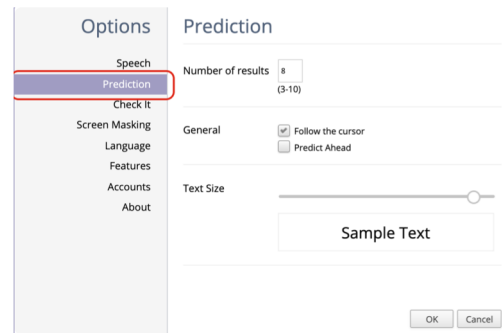 Options
Speech
Prediction
Check It
Screen Masking
Language
Features
Accounts
About
Prediction
Number of results 8
(3-10)
General
Follow the cursor
Predict Ahead
Text Size
Sample Text
OK Cancel